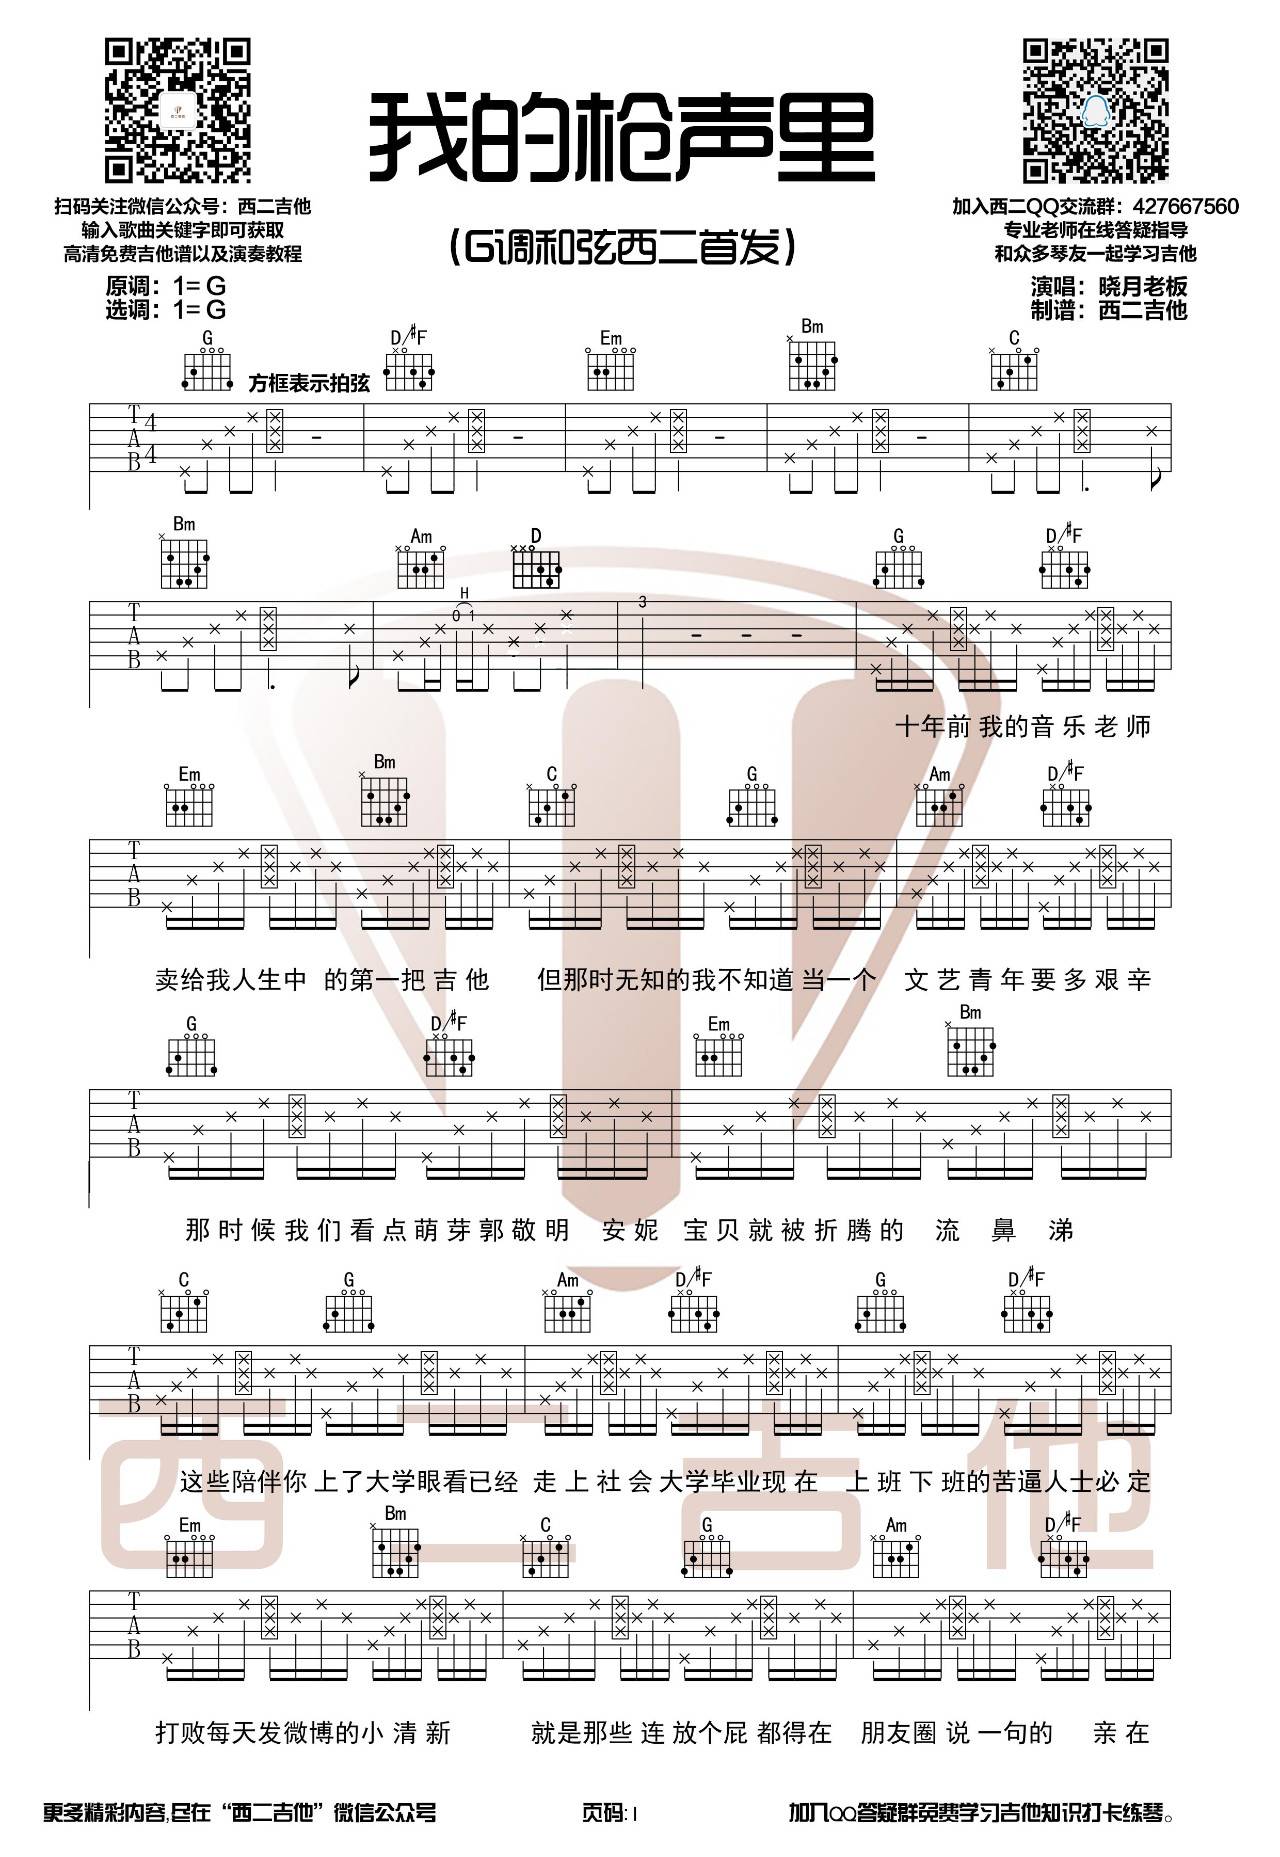 我的枪声里
扫码关注微信公众号：西二吉他
输入歌曲关键字即可获取
高清免费吉他谱以及演奏教程
加入西二QQ交流群：427667560
专业老师在线答疑指导
和众多琴友一起学习吉他
(G调和弦西二首发)
原调：1=G
选调：1=G
演唱：晓月老板
制谱：西二吉他
G D/#F Em Bm C
方框表示拍弦
T A B 4 4
Bm Am D G D/#F
H
T A B 0 1 3
十年前我的音乐老师
Em Bm C G Am D/#F
T A B
卖给我人生中 的第一把吉他 但那时无知的我不知道当一个 文艺青年要多艰辛
G D/#F Em Bm
T A B
那时候我们看点萌芽郭敬明 安妮 宝贝就被折腾的 流 鼻 涕
C G Am D/#F G D/#F
T A B
这些陪伴你上了大学眼看已经 走上社会大学毕业现在 上班下班的苦逼人士必定
西二吉他
Em Bm C G Am D/#F
T A B
打败每天发微博的小清新 就是那些连放个屁都得在 朋友圈说一句的 亲在
更多精彩内容,尽在“西二吉他”微信公众号 页码:1 加入QQ答疑群免费学习吉他知识打卡练琴。